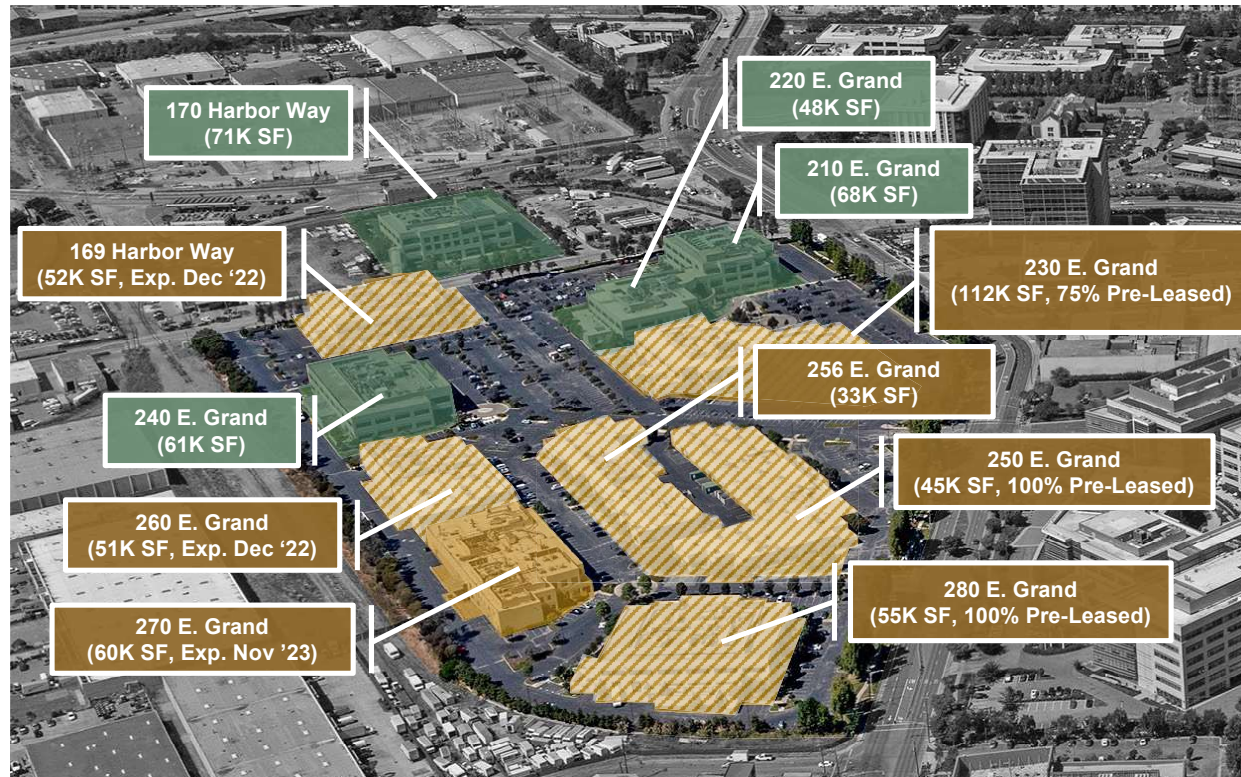 220 E. Grand
(48K SF)
170 Harbor Way
(71K SF)
210 E. Grand
(68K SF)
169 Harbor Way
(52K SF, Exp. Dec ‘22)
230 E. Grand
(112K SF, 75% Pre-Leased)
256 E. Grand
(33K SF)
240 E. Grand
(61K SF)
250 E. Grand
(45K SF, 100% Pre-Leased)
260 E. Grand
(51K SF, Exp. Dec ‘22)
280 E. Grand
(55K SF, 100% Pre-Leased)
270 E. Grand
(60K SF, Exp. Nov ’23)